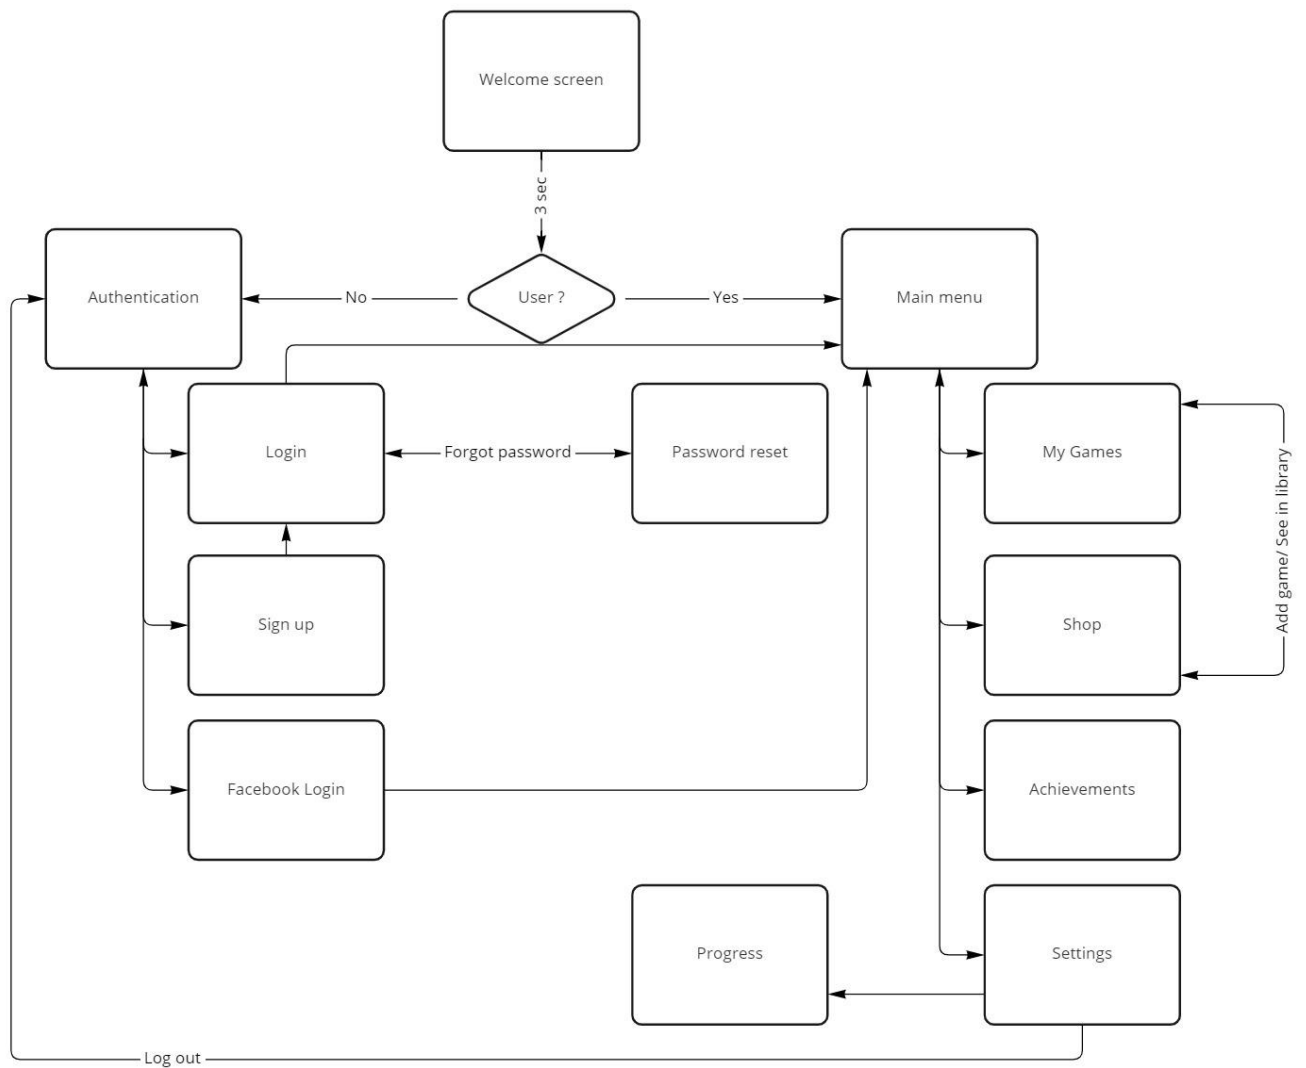 Welcome screen
3 sec
Authentication
No
User ?
Yes
Main menu
Login
Forgot password
Password reset
My Games
Add game/ See in library
Sign up
Shop
Facebook Login
Achievements
Progress
Settings
Log out